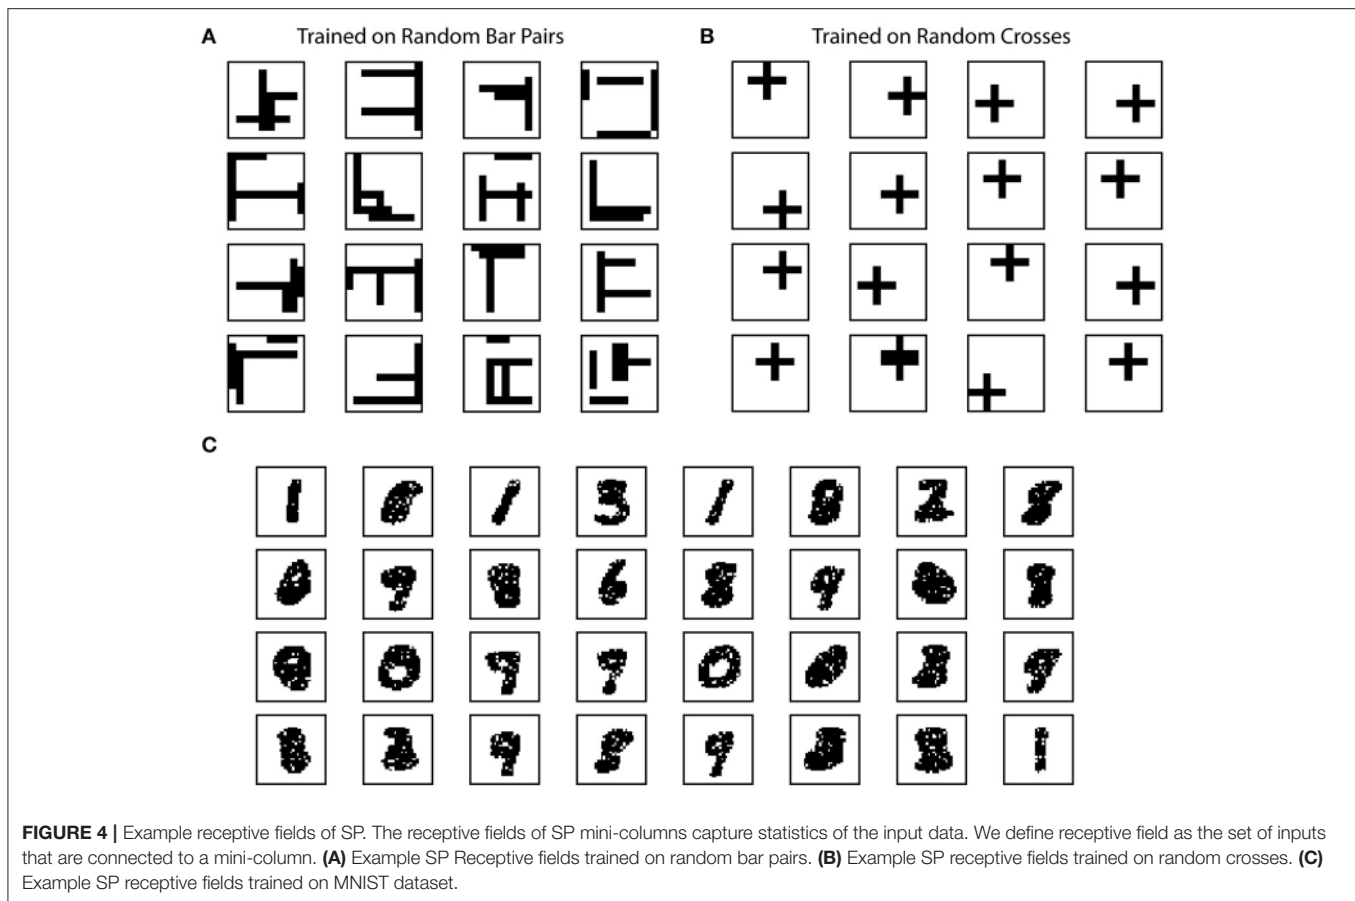 A Trained on Random Bar Pairs
B Trained on Random Crosses
C
FIGURE 4 | Example receptive fields of SP. The receptive fields of SP mini-columns capture statistics of the input data. We define receptive field as the set of inputs
that are connected to a mini-column. (A) Example SP Receptive fields trained on random bar pairs. (B) Example SP receptive fields trained on random crosses. (C)
Example SP receptive fields trained on MNIST dataset.